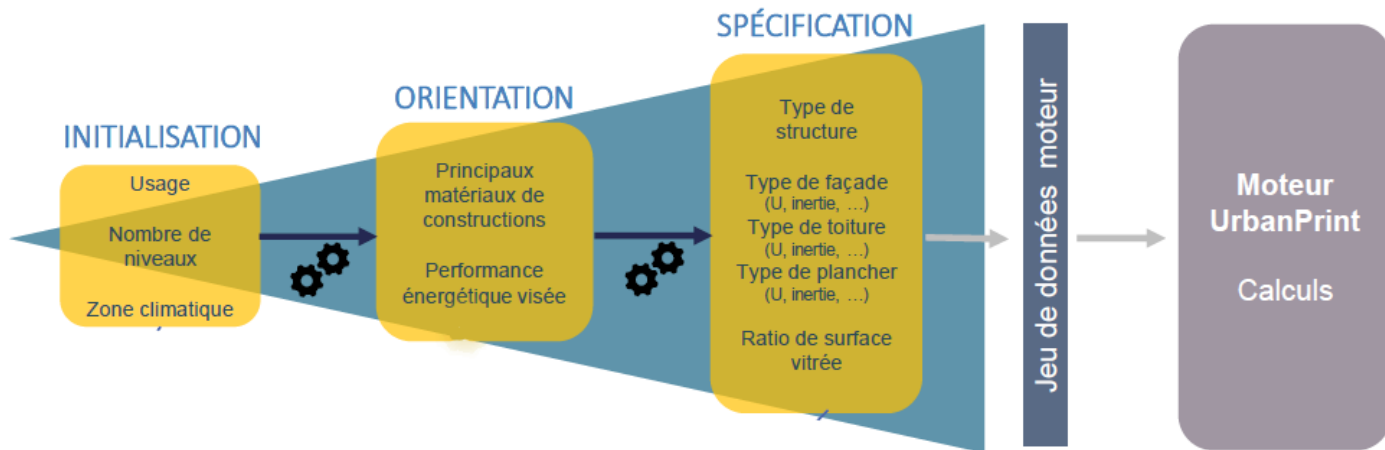 INITIALISATION
Usage
Nombre de
niveaux
Zone climatique
ORIENTATION
Principaux
matériaux de
constructions
Performance
énergétique visée
SPÉCIFICATION
Type de
structure
Type de façade
(U, inertie, ...)
Type de toiture
(U, inertie, ...)
Type de plancher
(U, inertie, ...)
Ratio de surface
vitrée
Jeu de données moteur
Moteur
UrbanPrint
Calculs